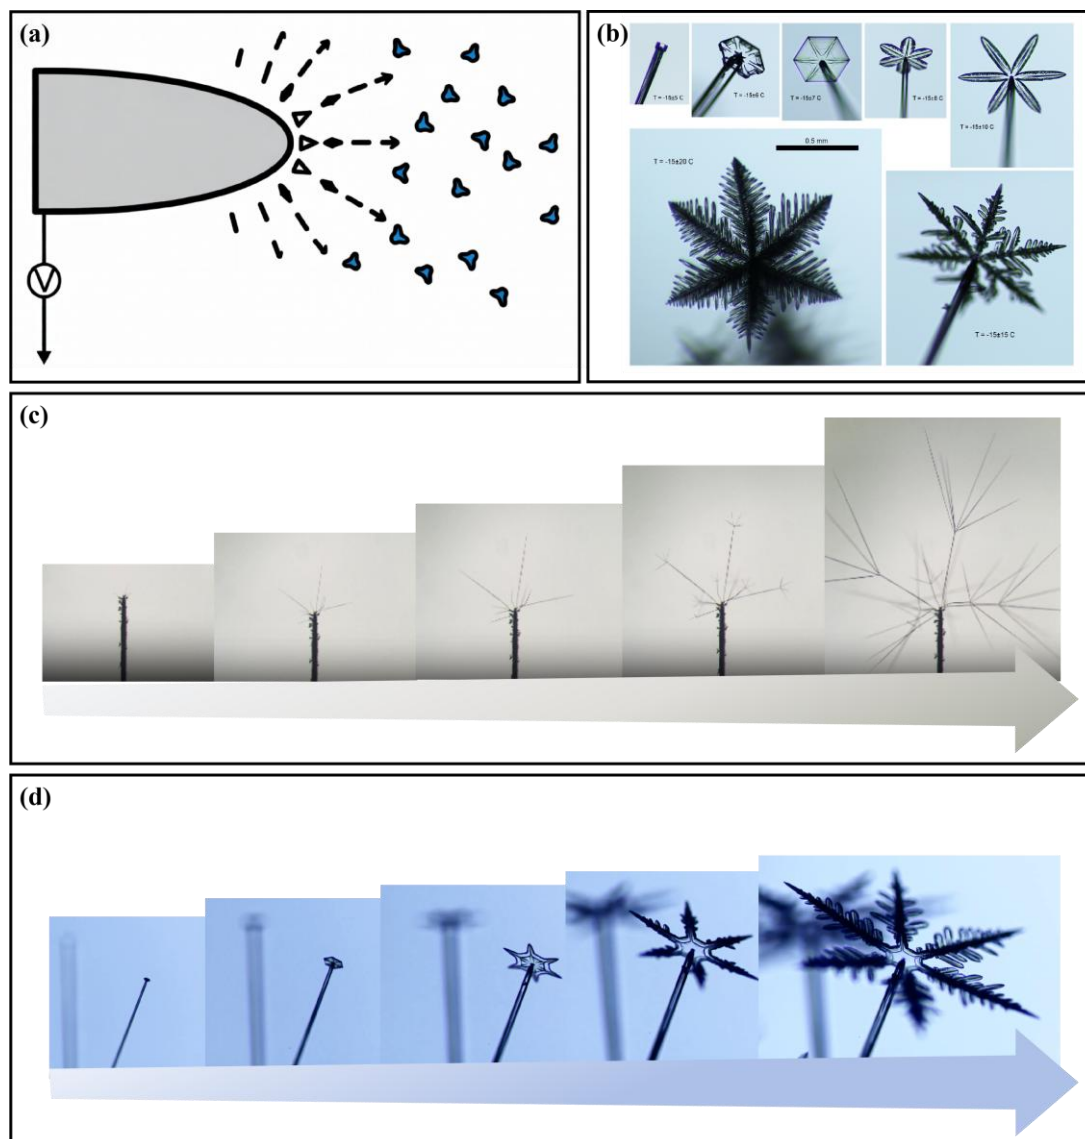 (a)
V
(b)
T = -15±5 C
T = -15±6 C
T = -15±7 C
T = -15±8 C
T = -15±10 C
T = -15±20 C
0.5 mm
T = -15±15 C
(c)
(d)